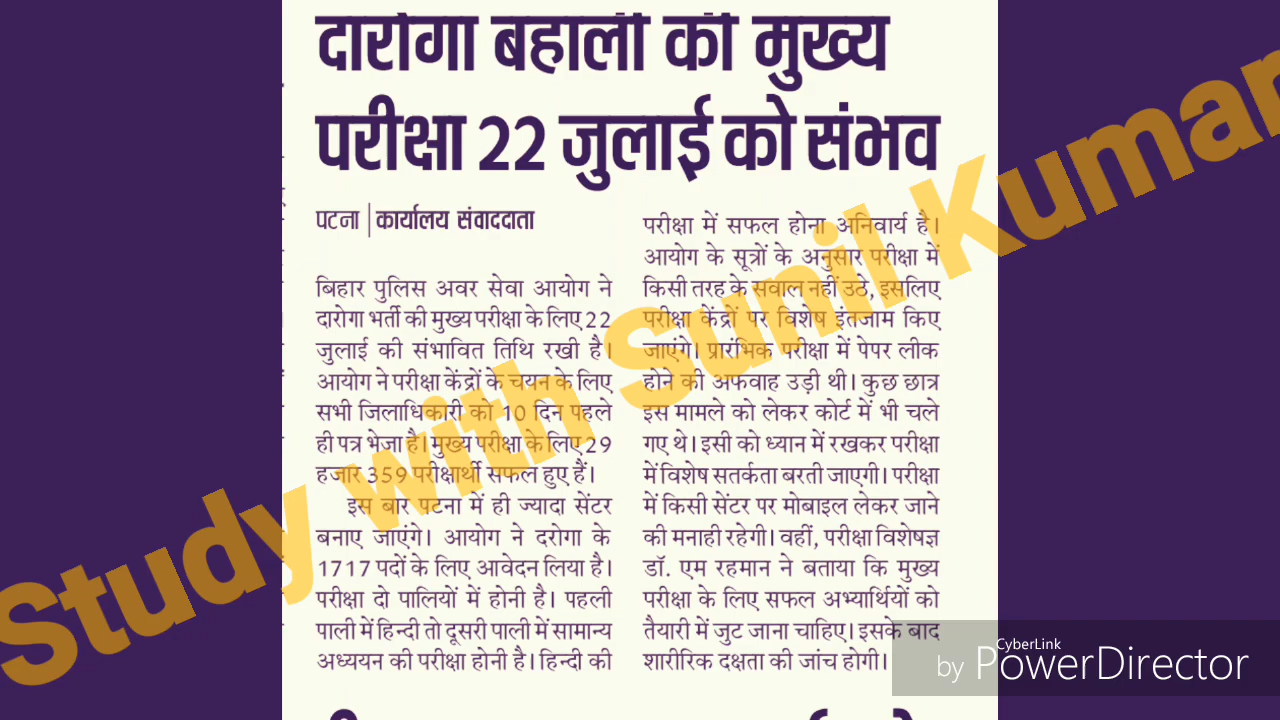 दारोगा बहाली की मुख्य
परीक्षा 22 जुलाई को संभव
पटना | कार्यालय संवाददाता
बिहार पुलिस अवर सेवा आयोग ने
दारोगा भर्ती की मुख्य परीक्षा के लिए 22
जुलाई की संभावित तिथि रखी है।
आयोग ने परीक्षा केंद्रों के चयन के लिए
सभी जिलाधिकारी को 10 दिन पहले
ही पत्र भेजा है। मुख्य परीक्षा के लिए 29
हजार 359 परीक्षार्थी सफल हुए हैं।
इस बार पटना में ही ज्यादा सेंटर
बनाए जाएंगे। आयोग ने दरोगा के
1717 पदों के लिए आवेदन लिया है।
परीक्षा दो पालियों में होनी है। पहली
पाली में हिन्दी तो दूसरी पाली में सामान्य
अध्ययन की परीक्षा होनी है। हिन्दी की
परीक्षा में सफल होना अनिवार्य है।
आयोग के सूत्रों के अनुसार परीक्षा में
किसी तरह के सवाल नहीं उठे, इसलिए
परीक्षा केंद्रों पर विशेष इंतजाम किए
जाएंगे। प्रारंभिक परीक्षा में पेपर लीक
होने की अफवाह उड़ी थी। कुछ छात्र
इस मामले को लेकर कोर्ट में भी चले
गए थे। इसी को ध्यान में रखकर परीक्षा
में विशेष सतर्कता बरती जाएगी। परीक्षा
में किसी सेंटर पर मोबाइल लेकर जाने
की मनाही रहेगी। वहीं, परीक्षा विशेषज्ञ
डॉ. एम रहमान ने बताया कि मुख्य
परीक्षा के लिए सफल अभ्यार्थियों को
तैयारी में जुट जाना चाहिए। इसके बाद
शारीरिक दक्षता की जांच होगी।
Study with Sunil Kumar
CyberLink
by PowerDirector